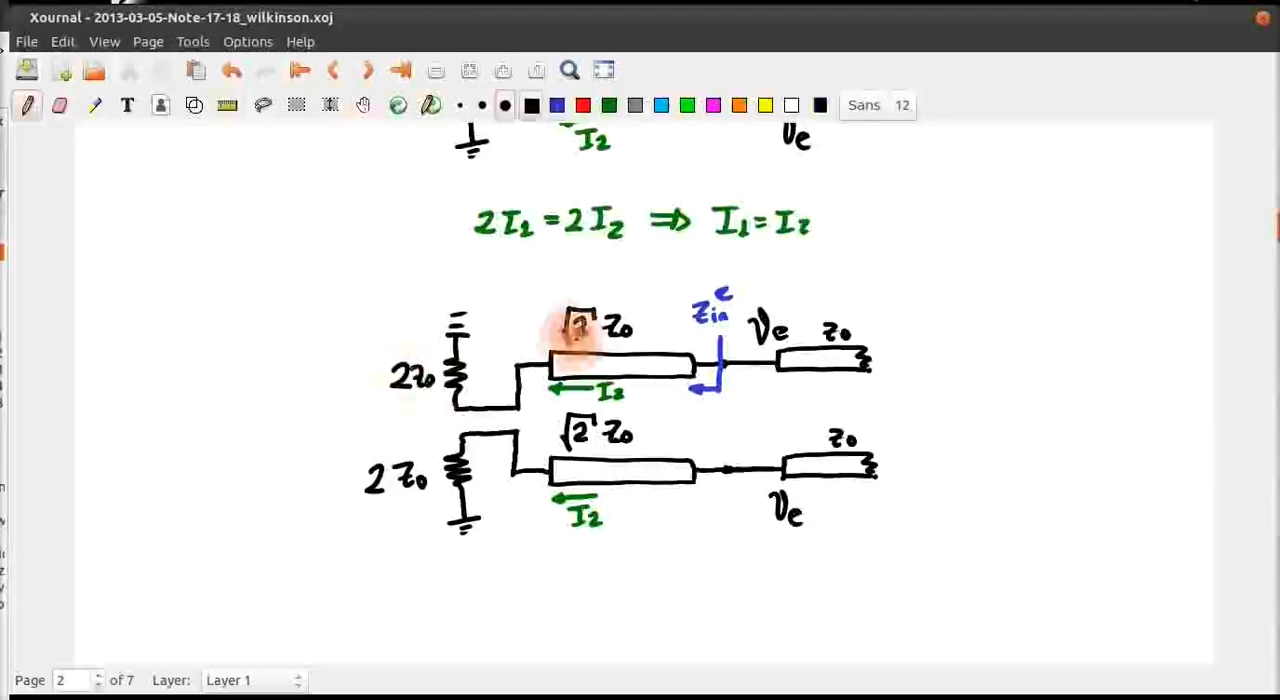 Xournal - 2013-03-05-Note-17-18_wilkinson.xoj
File Edit View Page Tools Options Help
T Sans 12
I2 Ve
2I1 = 2I2 ⇒ I1 = I2
√2 Z0 Zin^e Ve Z0
2Z0
I2
√2 Z0 Z0
2Z0
I2 Ve
Page 2 of 7 Layer: Layer 1